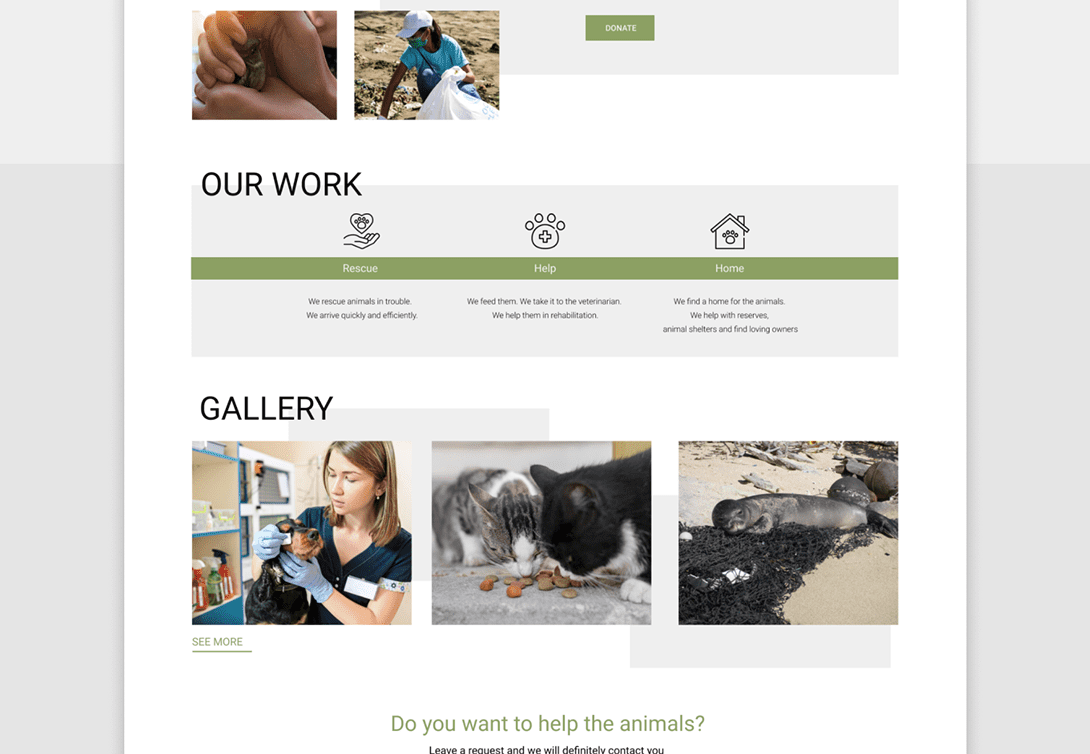 DONATE
OUR WORK
Rescue
Help
Home
We rescue animals in trouble.
We arrive quickly and efficiently.
We feed them. We take it to the veterinarian.
We help them in rehabilitation.
We find a home for the animals.
We help with reserves,
animal shelters and find loving owners
GALLERY
SEE MORE
Do you want to help the animals?
Leave a request and we will definitely contact you